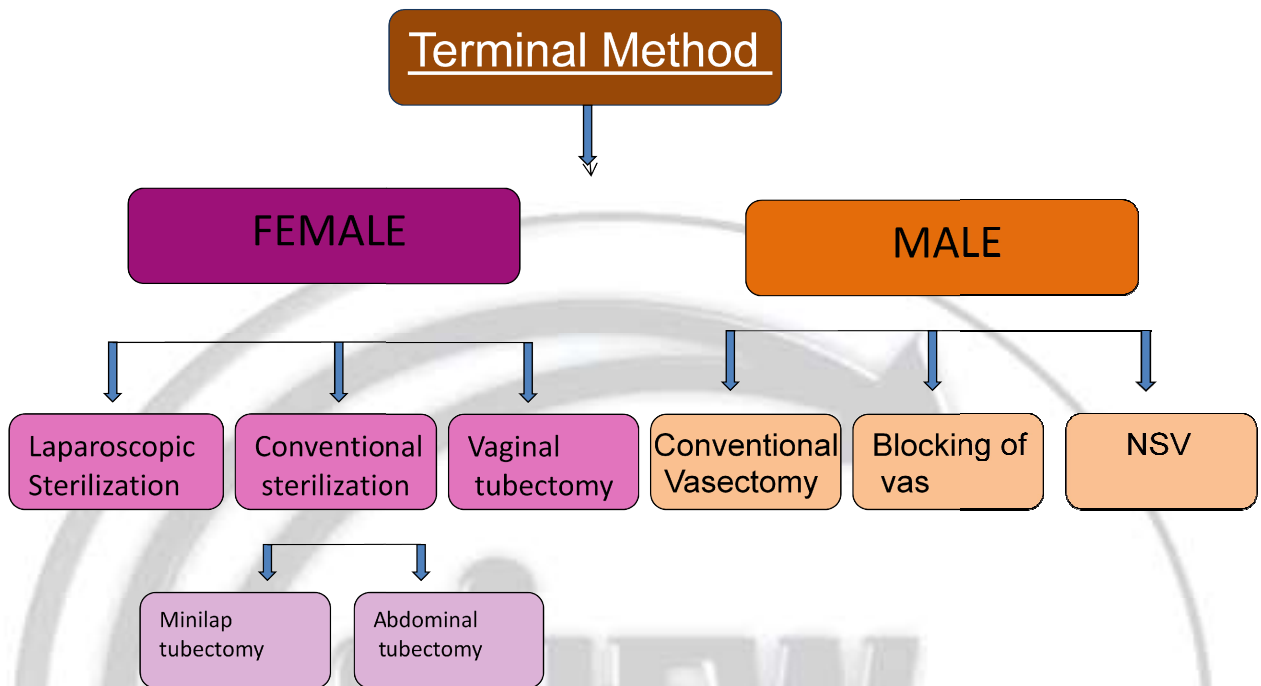 Terminal Method
FEMALE
MALE
Laparoscopic
Sterilization
Conventional
sterilization
Vaginal
tubectomy
Conventional
Vasectomy
Blocking of
vas
NSV
Minilap
tubectomy
Abdominal
tubectomy